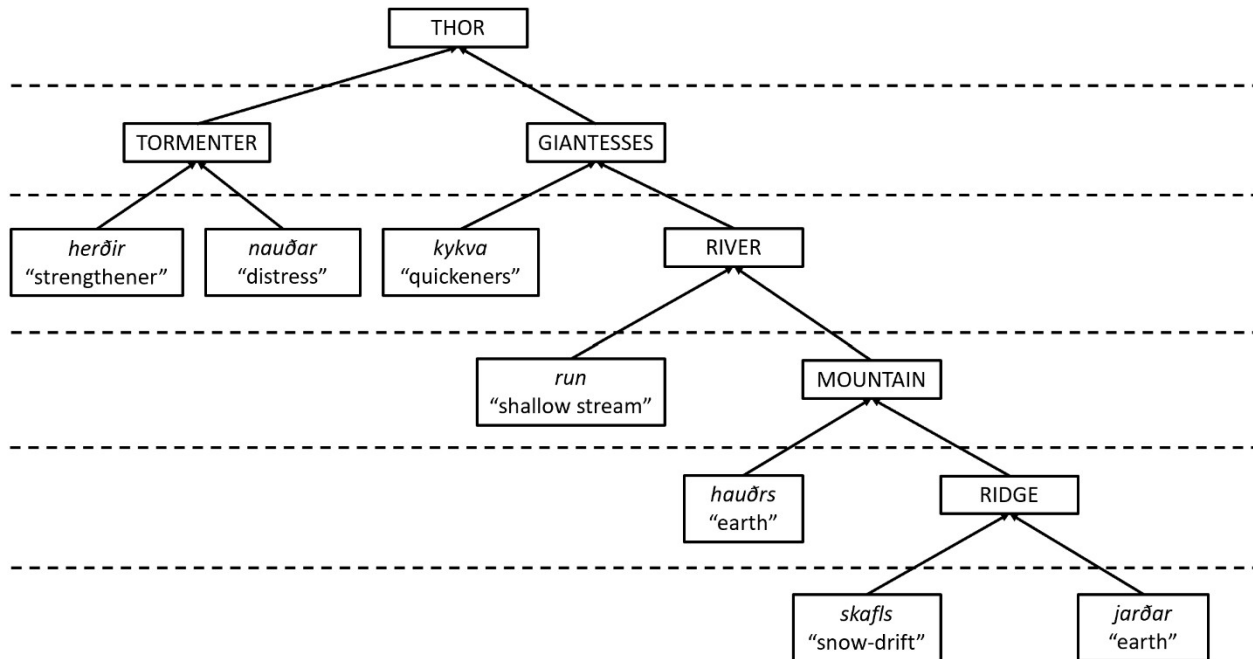 THOR
TORMENTER
GIANTESSES
herðir
“strengthener”
nauðar
“distress”
kykva
“quickeners”
RIVER
run
“shallow stream”
MOUNTAIN
hauðrs
“earth”
RIDGE
skafls
“snow-drift”
jarðar
“earth”